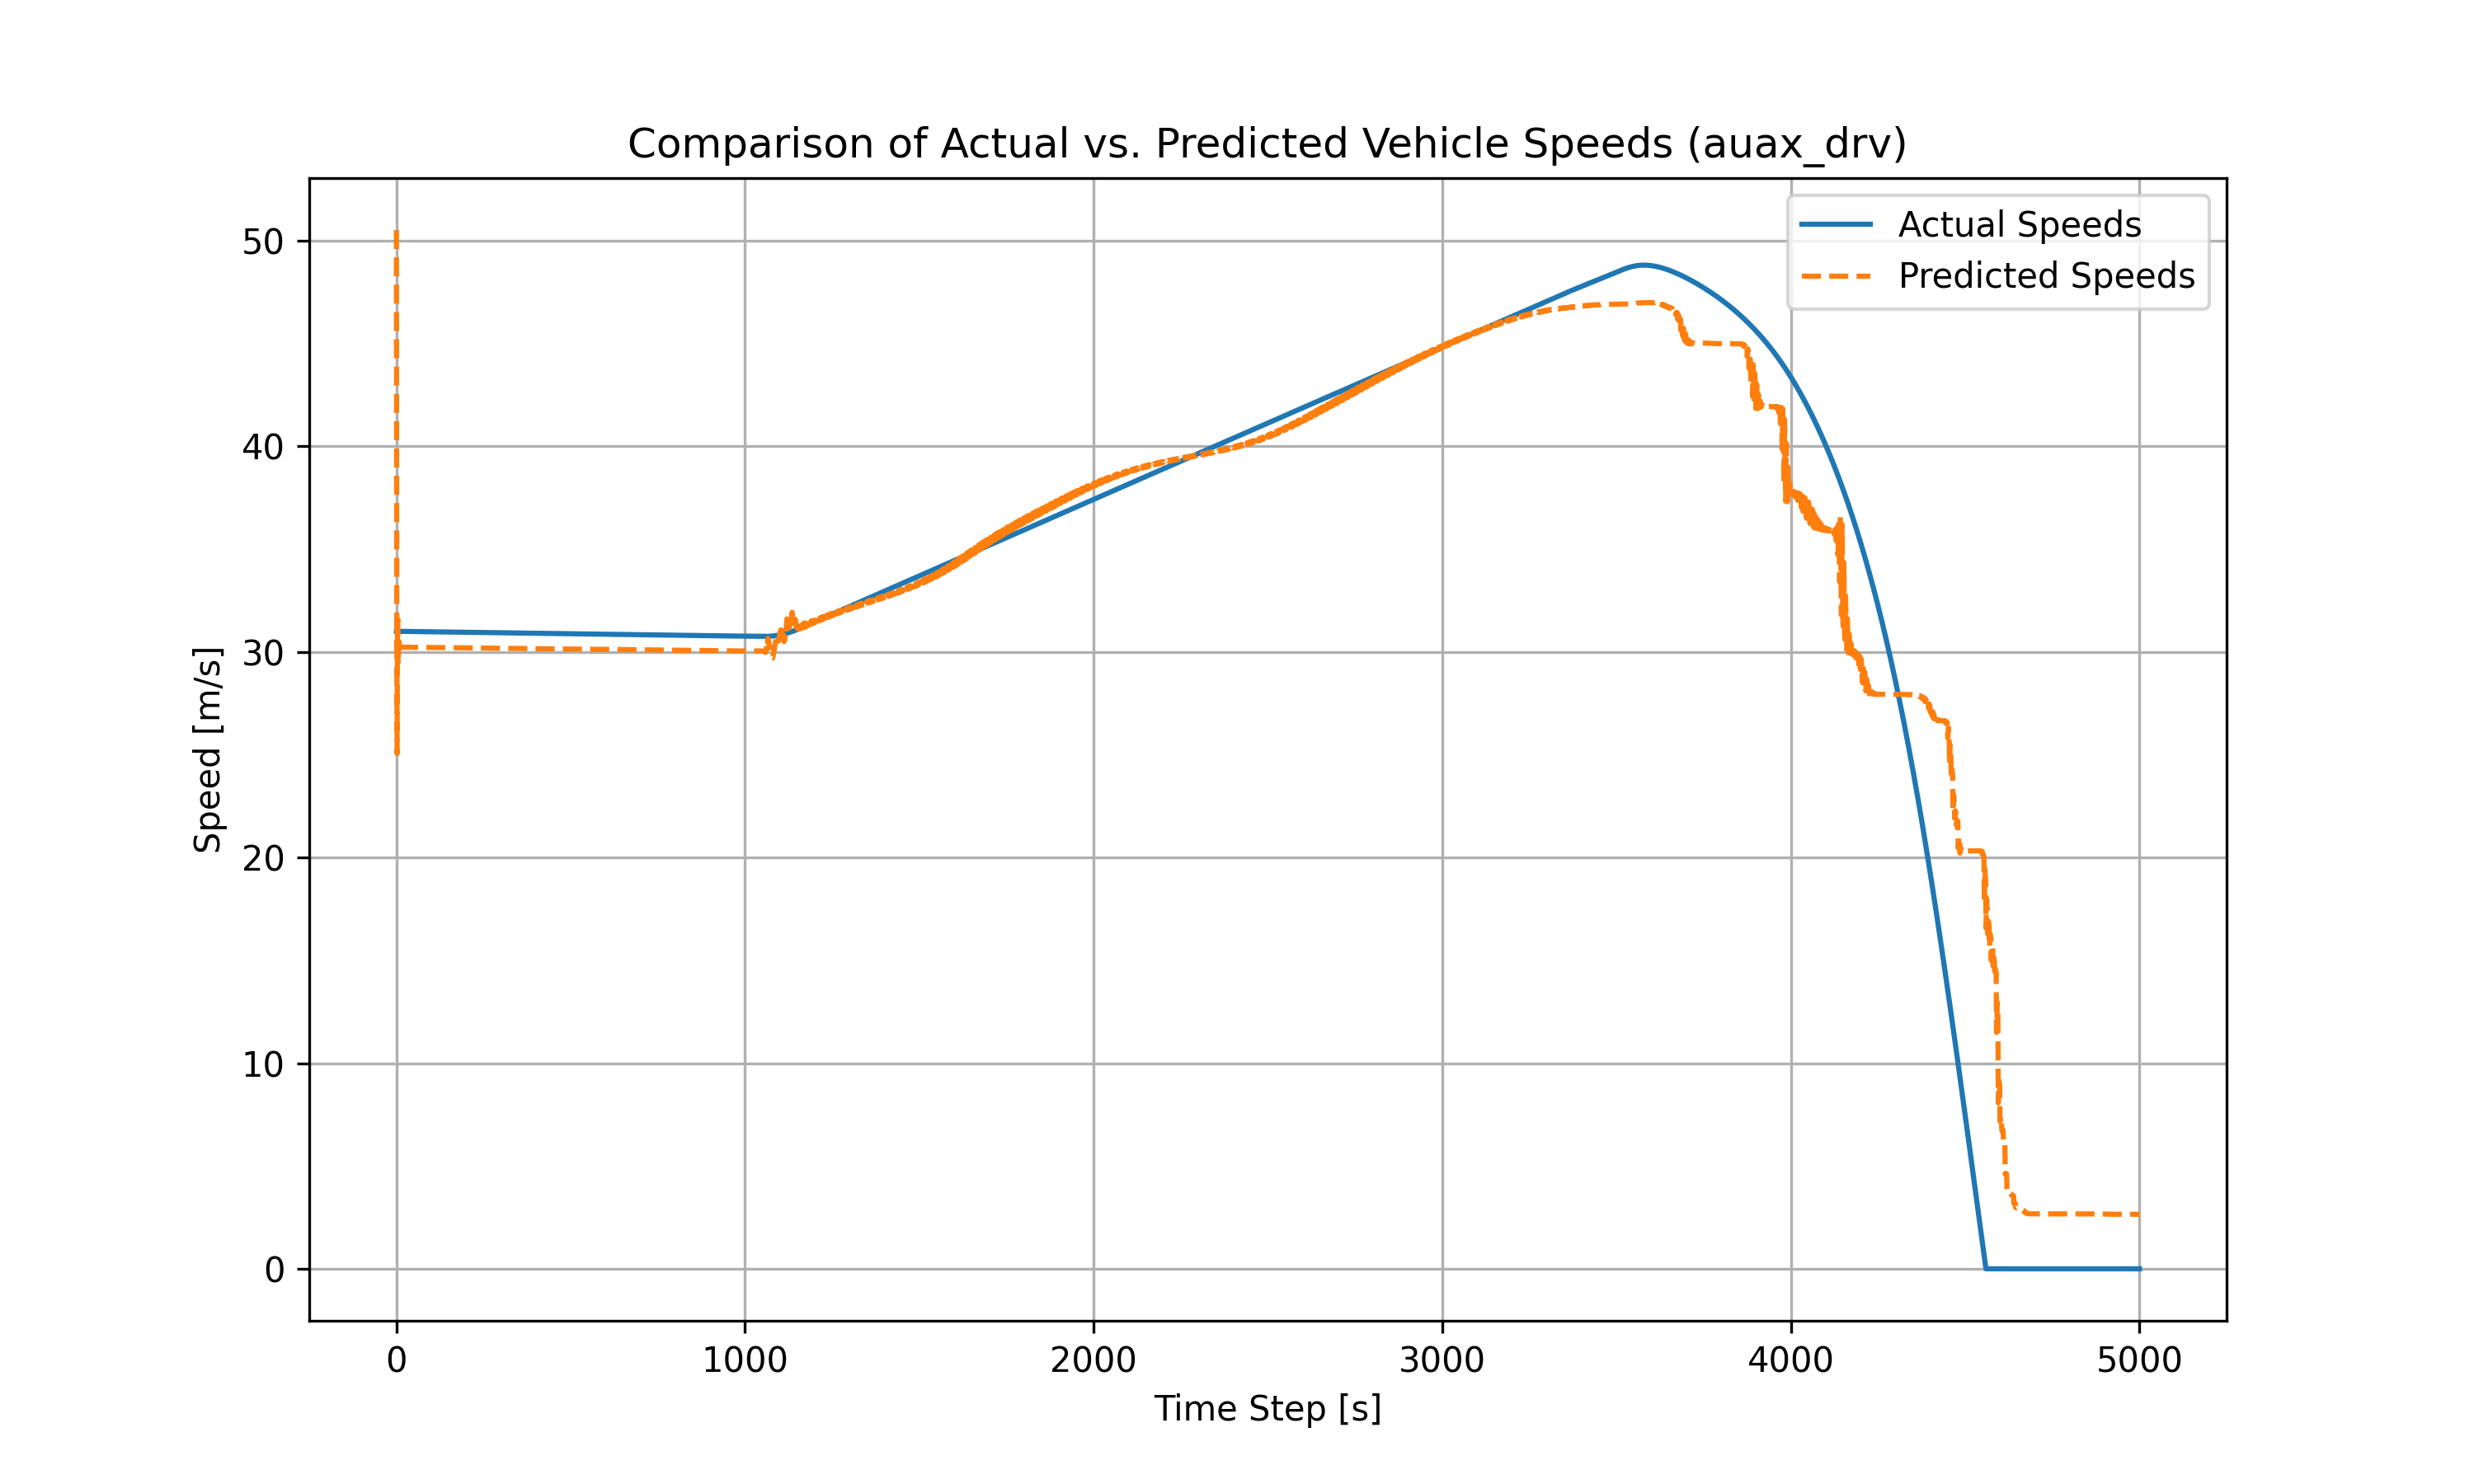 Comparison of Actual vs. Predicted Vehicle Speeds (auax_drv)
Actual Speeds
Predicted Speeds
Speed [m/s]
50
40
30
20
10
0
0 1000 2000 3000 4000 5000
Time Step [s]